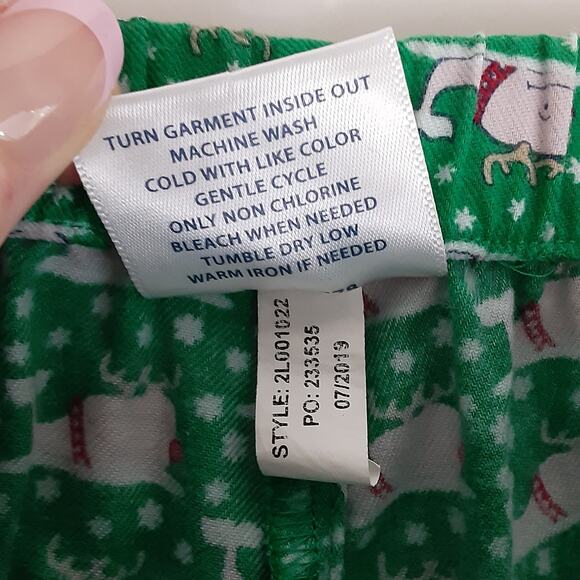 TURN GARMENT INSIDE OUT
MACHINE WASH
COLD WITH LIKE COLOR
GENTLE CYCLE
ONLY NON CHLORINE
BLEACH WHEN NEEDED
TUMBLE DRY LOW
WARM IRON IF NEEDED
STYLE: 2L001022
PO: 233535
07/2019